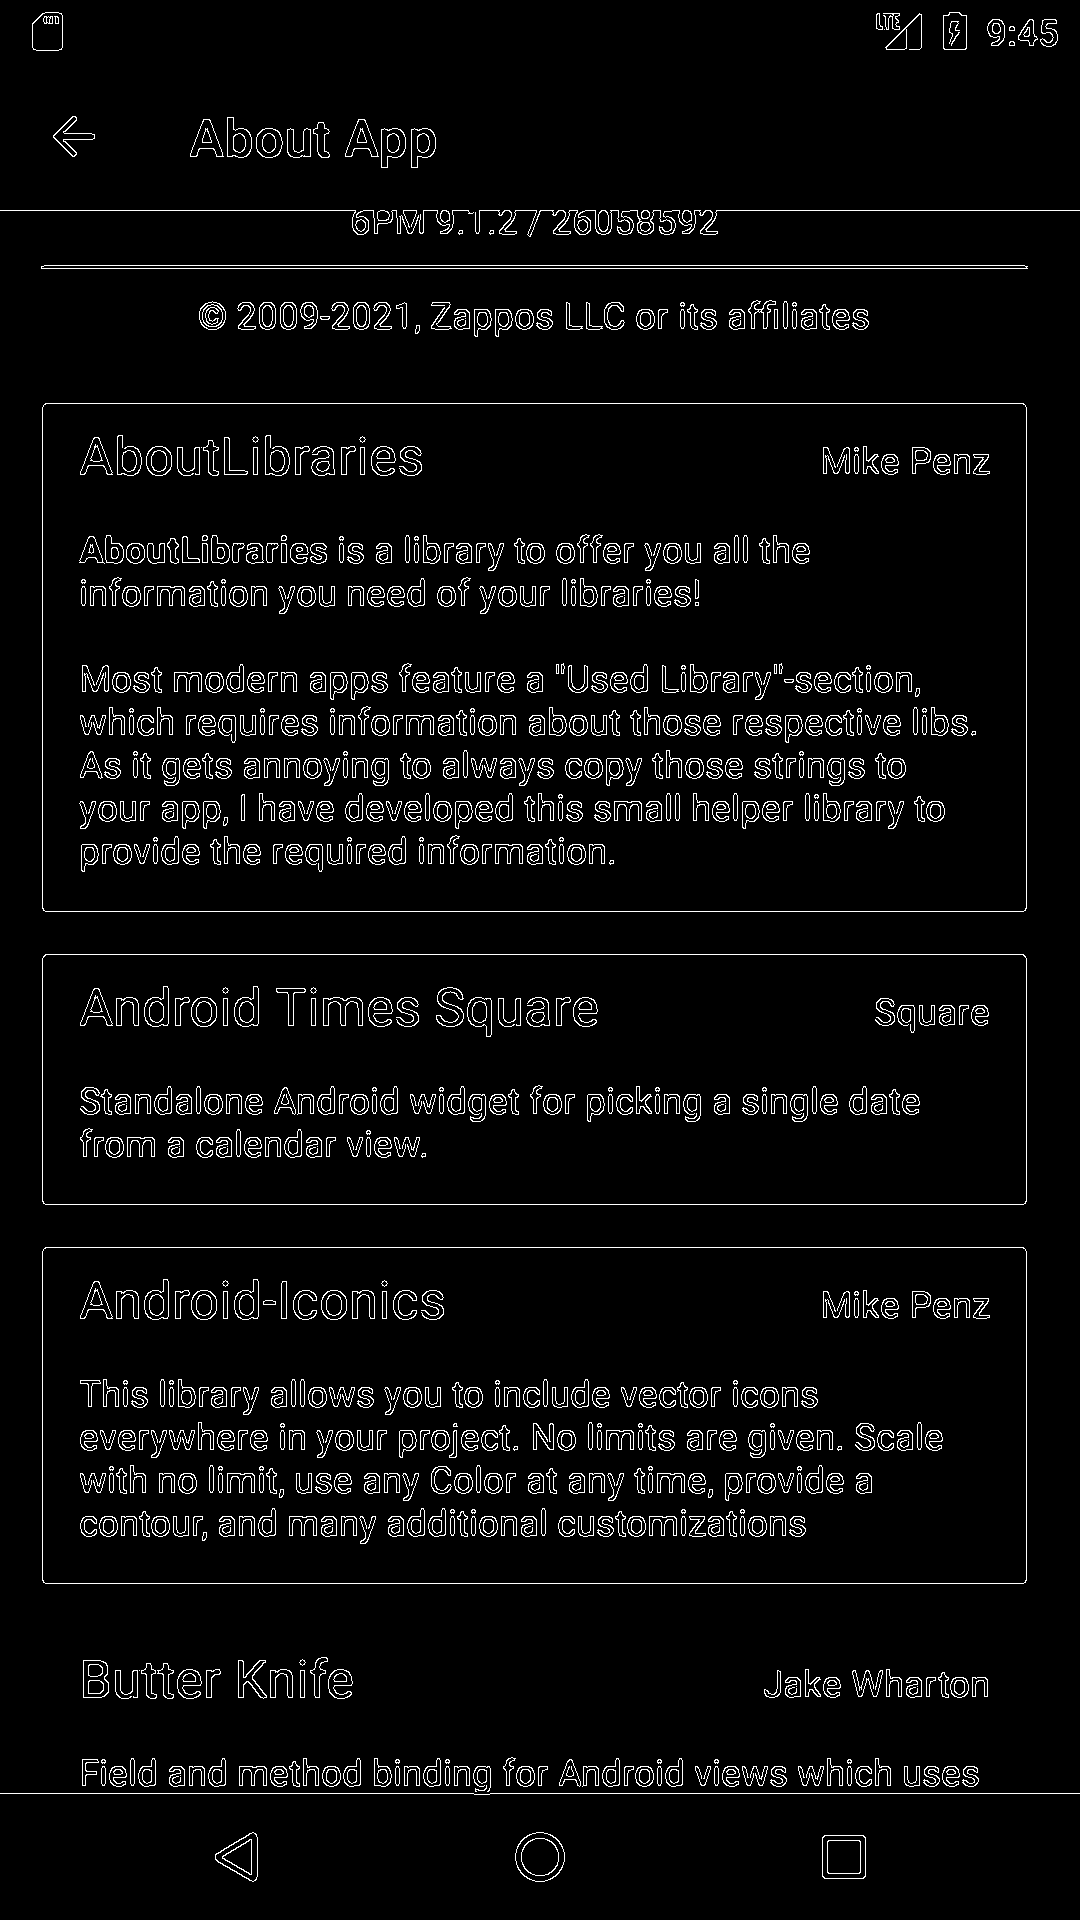 LTE 9:45
About App
6PM 9.1.2 / 26058592
© 2009-2021, Zappos LLC or its affiliates
AboutLibraries Mike Penz
AboutLibraries is a library to offer you all the
information you need of your libraries!
Most modern apps feature a "Used Library"-section,
which requires information about those respective libs.
As it gets annoying to always copy those strings to
your app, I have developed this small helper library to
provide the required information.
Android Times Square Square
Standalone Android widget for picking a single date
from a calendar view.
Android-Iconics Mike Penz
This library allows you to include vector icons
everywhere in your project. No limits are given. Scale
with no limit, use any Color at any time, provide a
contour, and many additional customizations
Butter Knife Jake Wharton
Field and method binding for Android views which uses